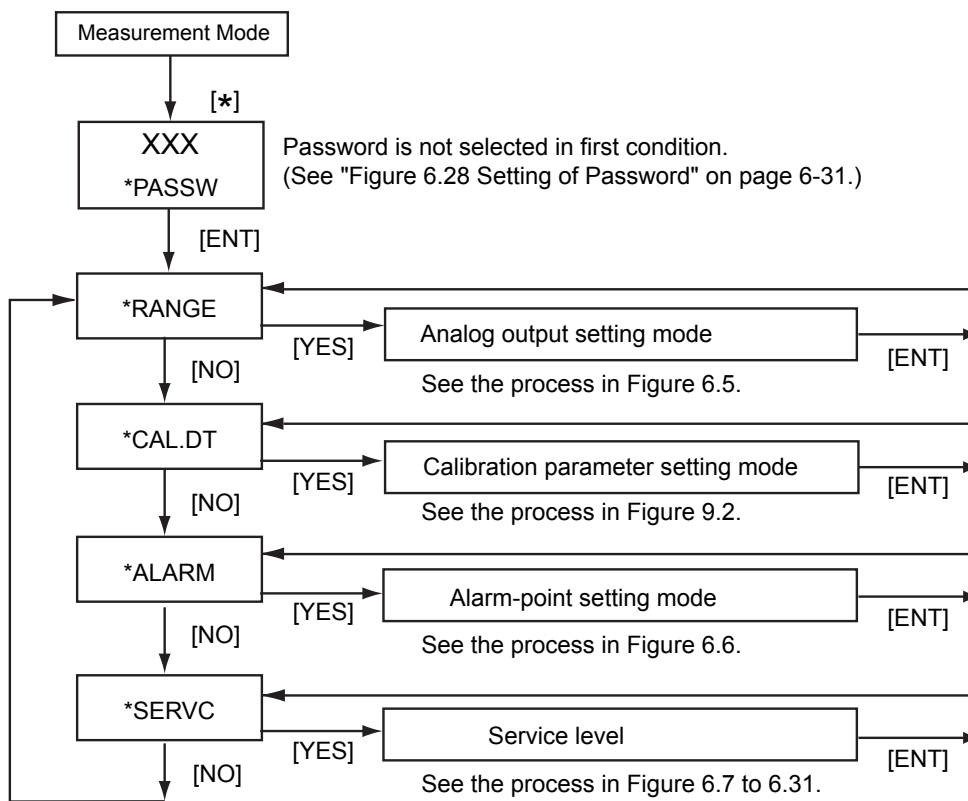 Measurement Mode
[*]
XXX
*PASSW
Password is not selected in first condition.
(See "Figure 6.28 Setting of Password" on page 6-31.)
[ENT]
*RANGE
[YES]
Analog output setting mode
[ENT]
See the process in Figure 6.5.
[NO]
*CAL.DT
[YES]
Calibration parameter setting mode
[ENT]
See the process in Figure 9.2.
[NO]
*ALARM
[YES]
Alarm-point setting mode
[ENT]
See the process in Figure 6.6.
[NO]
*SERVC
[YES]
Service level
[ENT]
See the process in Figure 6.7 to 6.31.
[NO]